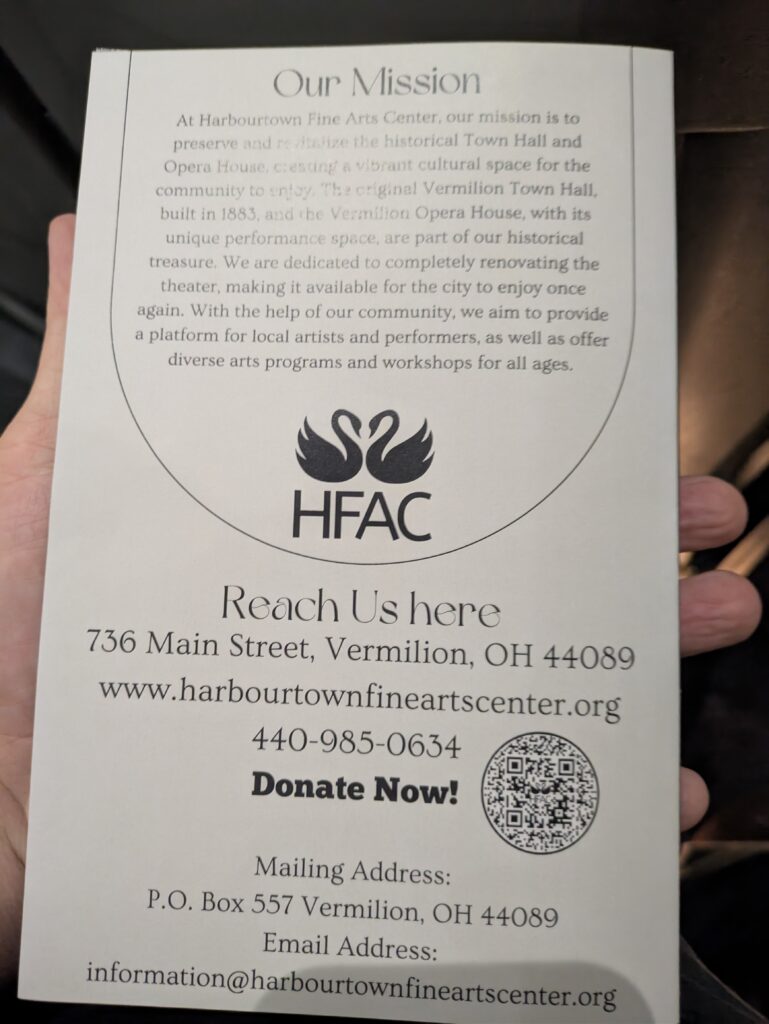 Our Mission
At Harbourtown Fine Arts Center, our mission is to
preserve and revitalize the historical Town Hall and
Opera House, creating a vibrant cultural space for the
community to enjoy. The original Vermilion Town Hall,
built in 1883, and the Vermilion Opera House, with its
unique performance space, are part of our historical
treasure. We are dedicated to completely renovating the
theater, making it available for the city to enjoy once
again. With the help of our community, we aim to provide
a platform for local artists and performers, as well as offer
diverse arts programs and workshops for all ages.
HFAC
Reach Us here
736 Main Street, Vermilion, OH 44089
www.harbourtownfineartscenter.org
440-985-0634
Donate Now!
Mailing Address:
P.O. Box 557 Vermilion, OH 44089
Email Address:
information@harbourtownfineartscenter.org